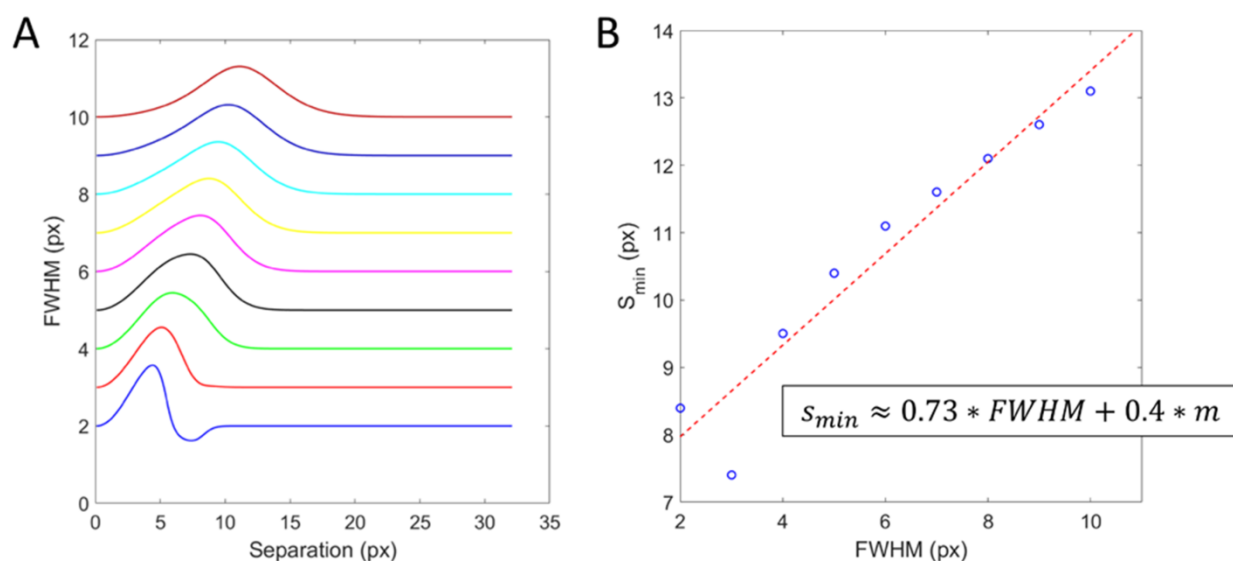 A
12
10
8
6
4
2
0
FWHM (px)
0 5 10 15 20 25 30 35
Separation (px)
B
14
13
12
11
10
9
8
7
S_min (px)
s_min ≈ 0.73 * FWHM + 0.4 * m
2 4 6 8 10
FWHM (px)